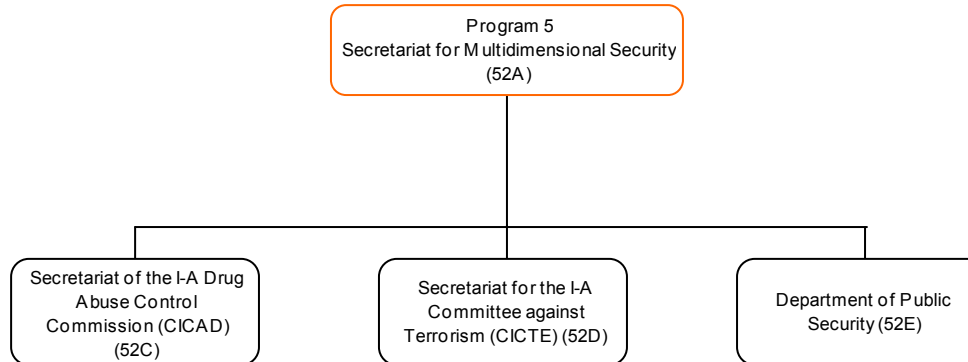 Program 5
Secretariat for Multidimensional Security
(52A)
Secretariat of the I-A Drug
Abuse Control
Commission (CICAD)
(52C)
Secretariat for the I-A
Committee against
Terrorism (CICTE) (52D)
Department of Public
Security (52E)